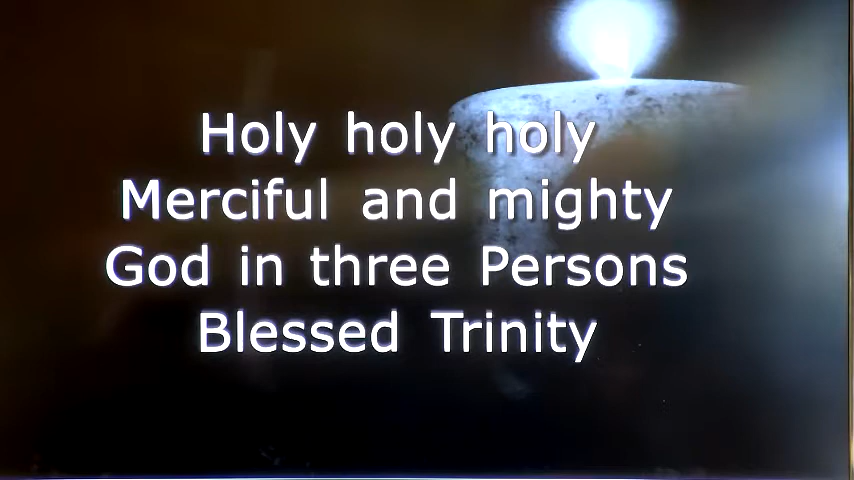 Holy holy holy
Merciful and mighty
God in three Persons
Blessed Trinity